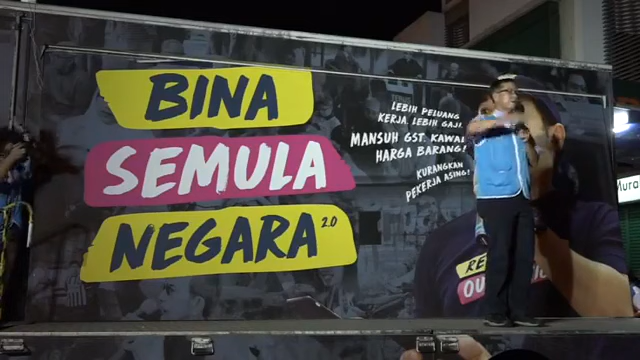 BINA
SEMULA
NEGARA 2.0
LEBIH PELUANG
KERJA, LEBIH GAJI.
MANSUH GST. KAWAL
HARGA BARANG!
KURANGKAN
PEKERJA ASING!